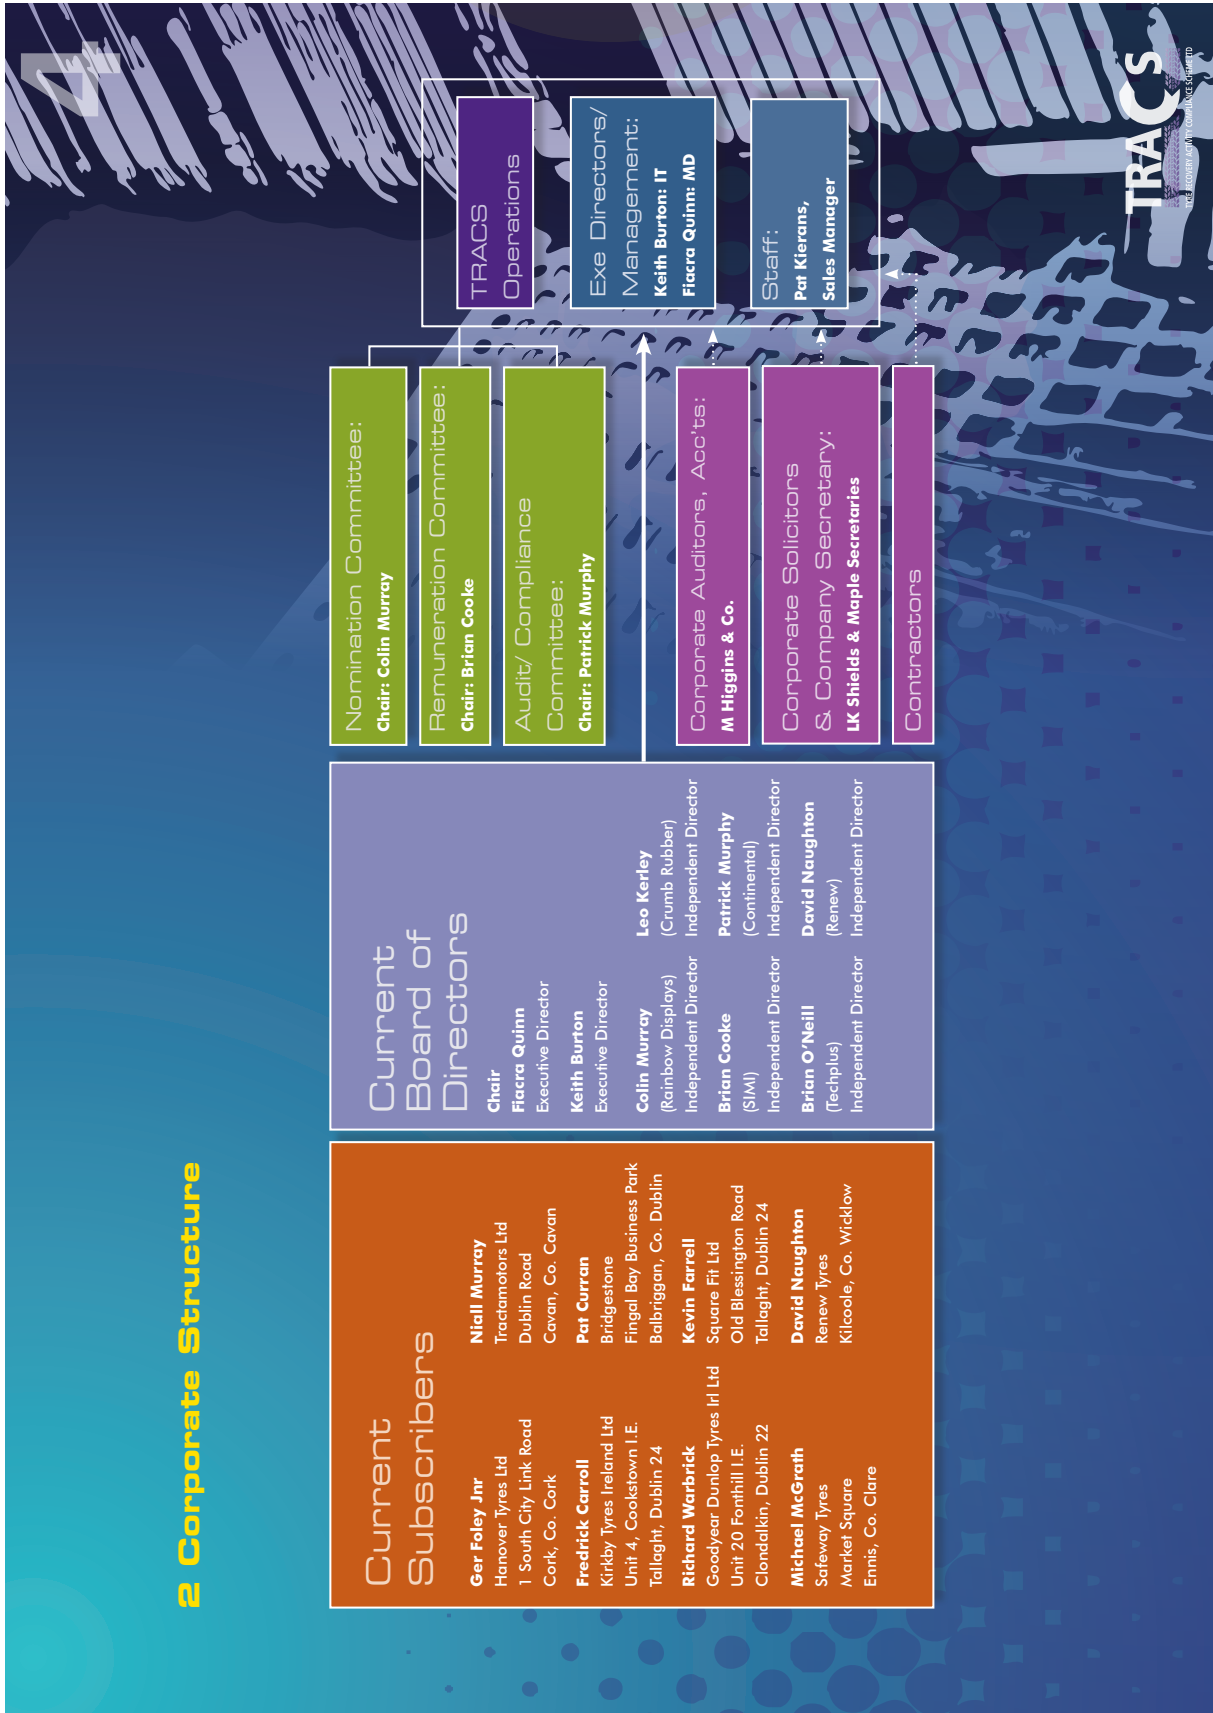 4
2 Corporate Structure
Current
Subscribers
Ger Foley Jnr
Hanover Tyres Ltd
1 South City Link Road
Cork, Co. Cork
Fredrick Carroll
Kirkby Tyres Ireland Ltd
Unit 4, Cookstown I.E.
Tallaght, Dublin 24
Richard Warbrick
Goodyear Dunlop Tyres Irl Ltd
Unit 20 Fonthill I.E.
Clondalkin, Dublin 22
Michael McGrath
Safeway Tyres
Market Square
Ennis, Co. Clare
Niall Murray
Tractamotors Ltd
Dublin Road
Cavan, Co. Cavan
Pat Curran
Bridgestone
Fingal Bay Business Park
Balbriggan, Co. Dublin
Kevin Farrell
Square Fit Ltd
Old Blessington Road
Tallaght, Dublin 24
David Naughton
Renew Tyres
Kilcoole, Co. Wicklow
Current
Board of
Directors
Chair
Fiacra Quinn
Executive Director
Keith Burton
Executive Director
Colin Murray
(Rainbow Displays)
Independent Director
Brian Cooke
(SIMI)
Independent Director
Brian O’Neill
(Techplus)
Independent Director
Leo Kerley
(Crumb Rubber)
Independent Director
Patrick Murphy
(Continental)
Independent Director
David Naughton
(Renew)
Independent Director
Nomination Committee:
Chair: Colin Murray
Remuneration Committee:
Chair: Brian Cooke
Audit/ Compliance
Committee:
Chair: Patrick Murphy
Corporate Auditors, Acc’ts:
M Higgins & Co.
Corporate Solicitors
& Company Secretary:
LK Shields & Maple Secretaries
Contractors
TRACS
Operations
Exe Directors/
Management:
Keith Burton: IT
Fiacra Quinn: MD
Staff:
Pat Kierans,
Sales Manager
TRACS
TYRE RECOVERY ACTIVITY COMPLIANCE SCHEME LTD